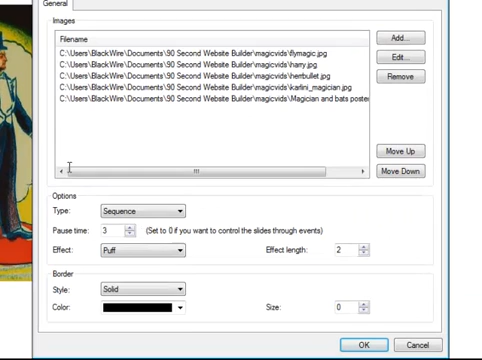 General
Images
Filename
Add...
C:\Users\BlackWire\Documents\90 Second Website Builder\magicvids\flymagic.jpg
Edit...
C:\Users\BlackWire\Documents\90 Second Website Builder\magicvids\harry.jpg
C:\Users\BlackWire\Documents\90 Second Website Builder\magicvids\herrbullet.jpg
Remove
C:\Users\BlackWire\Documents\90 Second Website Builder\magicvids\karlini_magician.jpg
C:\Users\BlackWire\Documents\90 Second Website Builder\magicvids\Magician and bats poste
Move Up
Move Down
Options
Type: Sequence
Pause time: 3 (Set to 0 if you want to control the slides through events)
Effect: Puff Effect length: 2
Border
Style: Solid
Color: Size: 0
OK Cancel